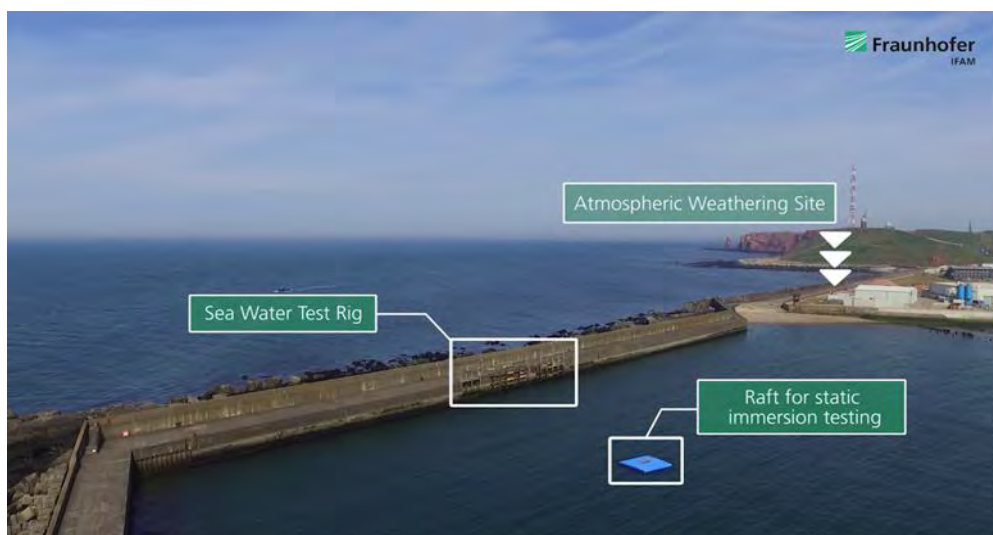 Fraunhofer
IFAM
Atmospheric Weathering Site
Sea Water Test Rig
Raft for static
immersion testing